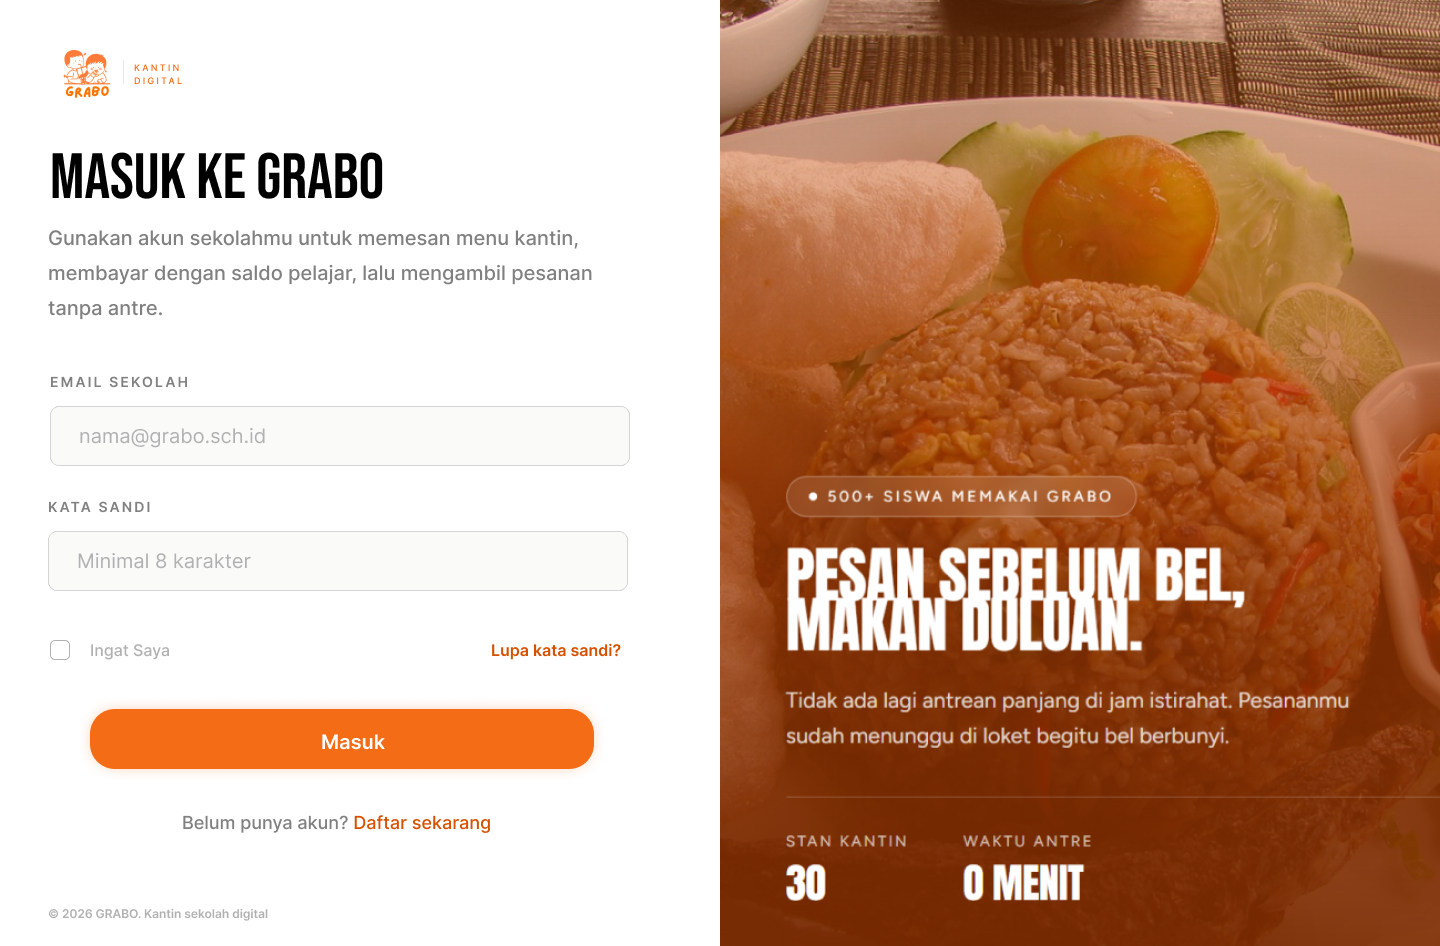 GRABO
KANTIN
DIGITAL
MASUK KE GRABO
Gunakan akun sekolahmu untuk memesan menu kantin,
membayar dengan saldo pelajar, lalu mengambil pesanan
tanpa antre.
EMAIL SEKOLAH
nama@grabo.sch.id
KATA SANDI
Minimal 8 karakter
Ingat Saya
Lupa kata sandi?
Masuk
Belum punya akun? Daftar sekarang
© 2026 GRABO. Kantin sekolah digital
500+ SISWA MEMAKAI GRABO
PESAN SEBELUM BEL,
MAKAN DULUAN.
Tidak ada lagi antrean panjang di jam istirahat. Pesananmu
sudah menunggu di loket begitu bel berbunyi.
STAN KANTIN
30
WAKTU ANTRE
0 MENIT